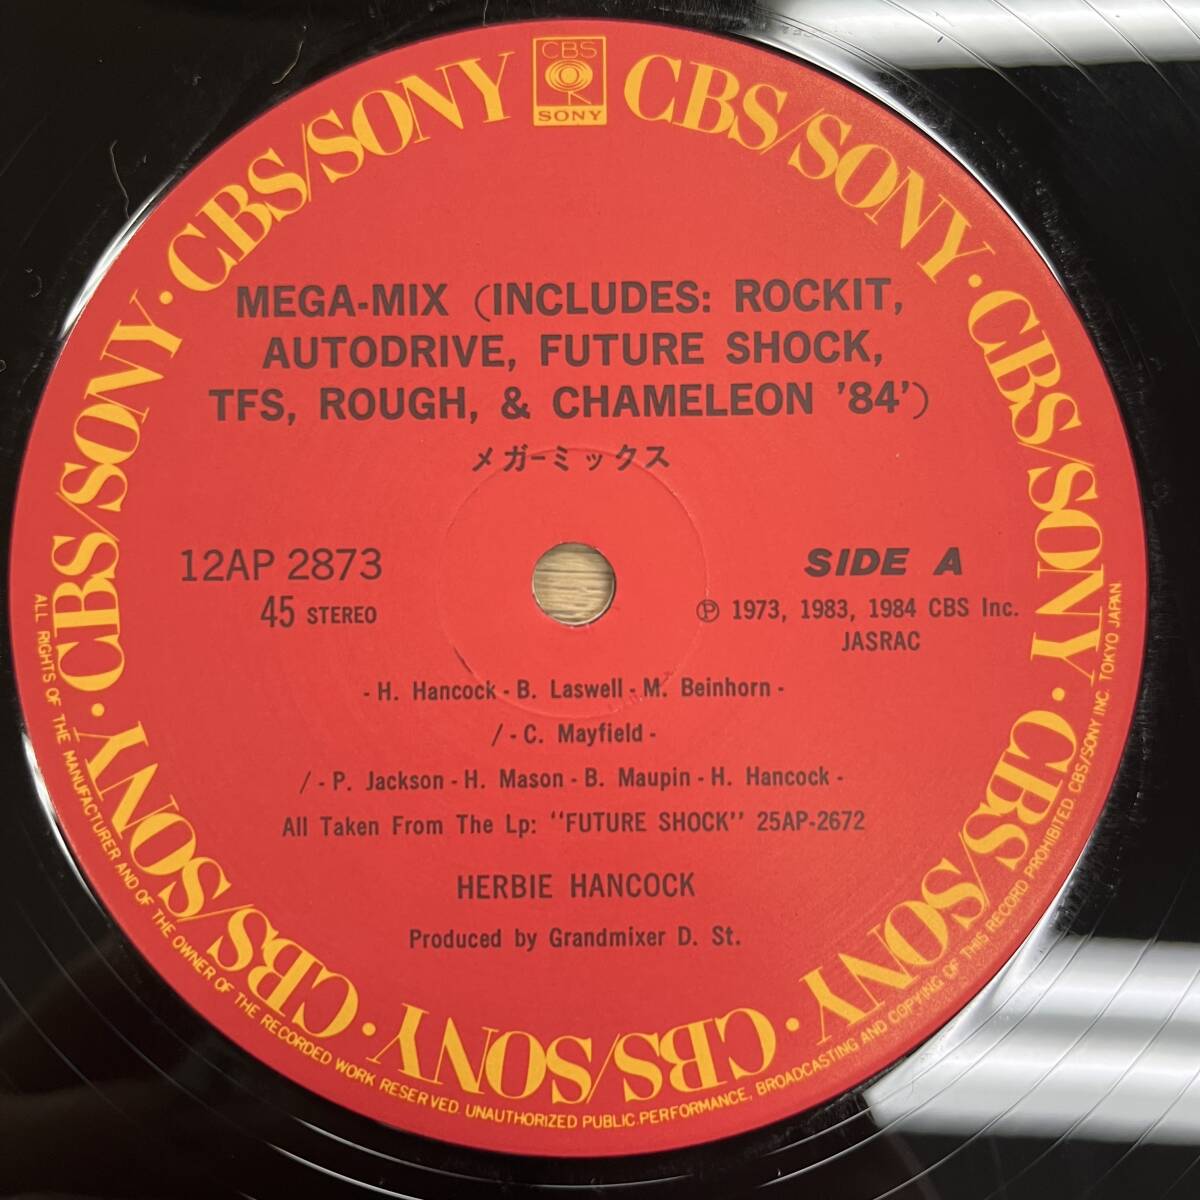 CBS
SONY
CBS/SONY · CBS/SONY · CBS/SONY · CBS/SONY · CBS/SONY · CBS/SONY · CBS/SONY · CBS/SONY
MEGA-MIX (INCLUDES: ROCKIT,
AUTODRIVE, FUTURE SHOCK,
TFS, ROUGH, & CHAMELEON '84')
メガーミックス
12AP 2873
45 STEREO
SIDE A
Ⓟ 1973, 1983, 1984 CBS Inc.
JASRAC
- H. Hancock - B. Laswell - M. Beinhorn -
/ - C. Mayfield -
/ - P. Jackson - H. Mason - B. Maupin - H. Hancock -
All Taken From The Lp: "FUTURE SHOCK" 25AP-2672
HERBIE HANCOCK
Produced by Grandmixer D. St.
ALL RIGHTS OF THE MANUFACTURER AND OF THE OWNER OF THE RECORDED WORK RESERVED. UNAUTHORIZED PUBLIC PERFORMANCE, BROADCASTING AND COPYING OF THIS RECORD PROHIBITED. CBS/SONY INC. TOKYO JAPAN